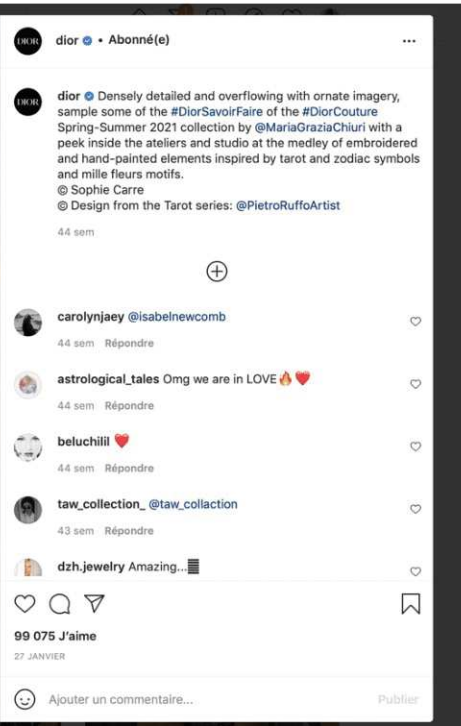 DIOR dior • Abonné(e)
DIOR dior Densely detailed and overflowing with ornate imagery,
sample some of the #DiorSavoirFaire of the #DiorCouture
Spring-Summer 2021 collection by @MariaGraziaChiuri with a
peek inside the ateliers and studio at the medley of embroidered
and hand-painted elements inspired by tarot and zodiac symbols
and mille fleurs motifs.
© Sophie Carre
© Design from the Tarot series: @PietroRuffoArtist
44 sem
carolynjaey @isabelnewcomb
44 sem Répondre
astrological_tales Omg we are in LOVE🔥❤️
44 sem Répondre
beluchilil ❤️
44 sem Répondre
taw_collection_ @taw_collaction
43 sem Répondre
dzh.jewelry Amazing...
99 075 J'aime
27 JANVIER
Ajouter un commentaire... Publier